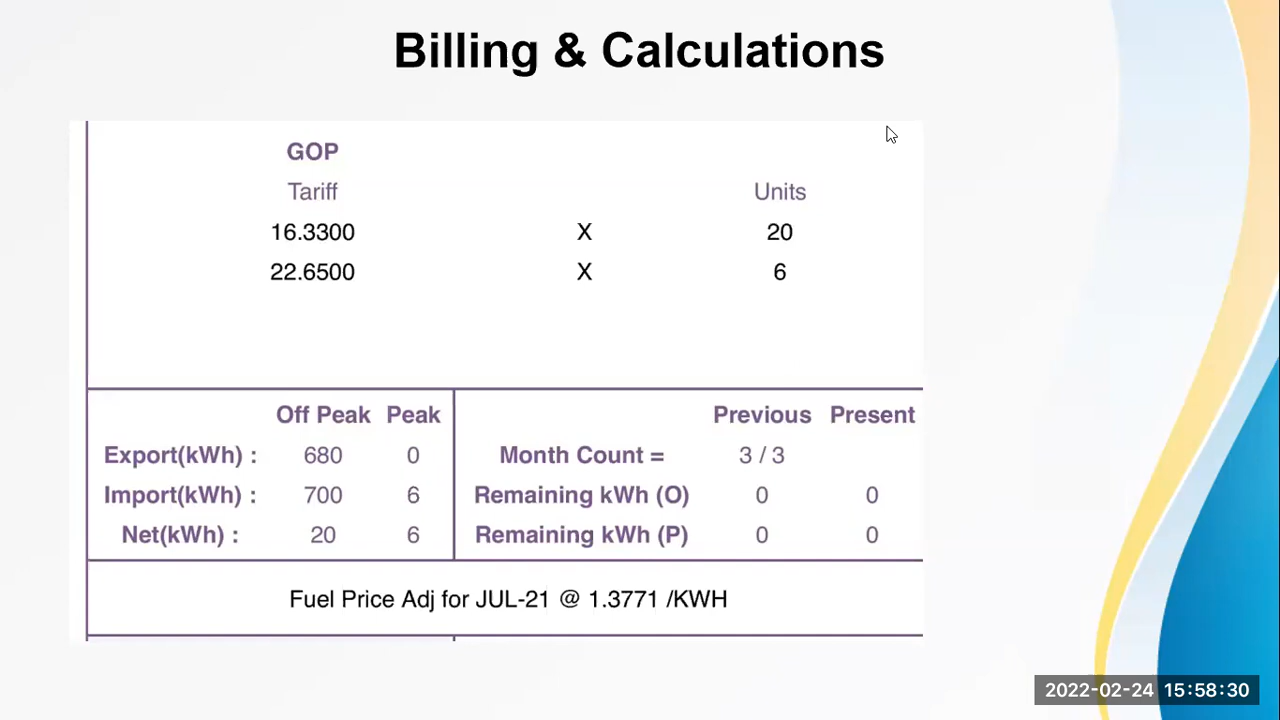 Billing & Calculations
GOP
Tariff Units
16.3300 X 20
22.6500 X 6
Off Peak Peak
Export(kWh) : 680 0
Import(kWh) : 700 6
Net(kWh) : 20 6
Previous Present
Month Count = 3 / 3
Remaining kWh (O) 0 0
Remaining kWh (P) 0 0
Fuel Price Adj for JUL-21 @ 1.3771 /KWH
2022-02-24 15:58:30